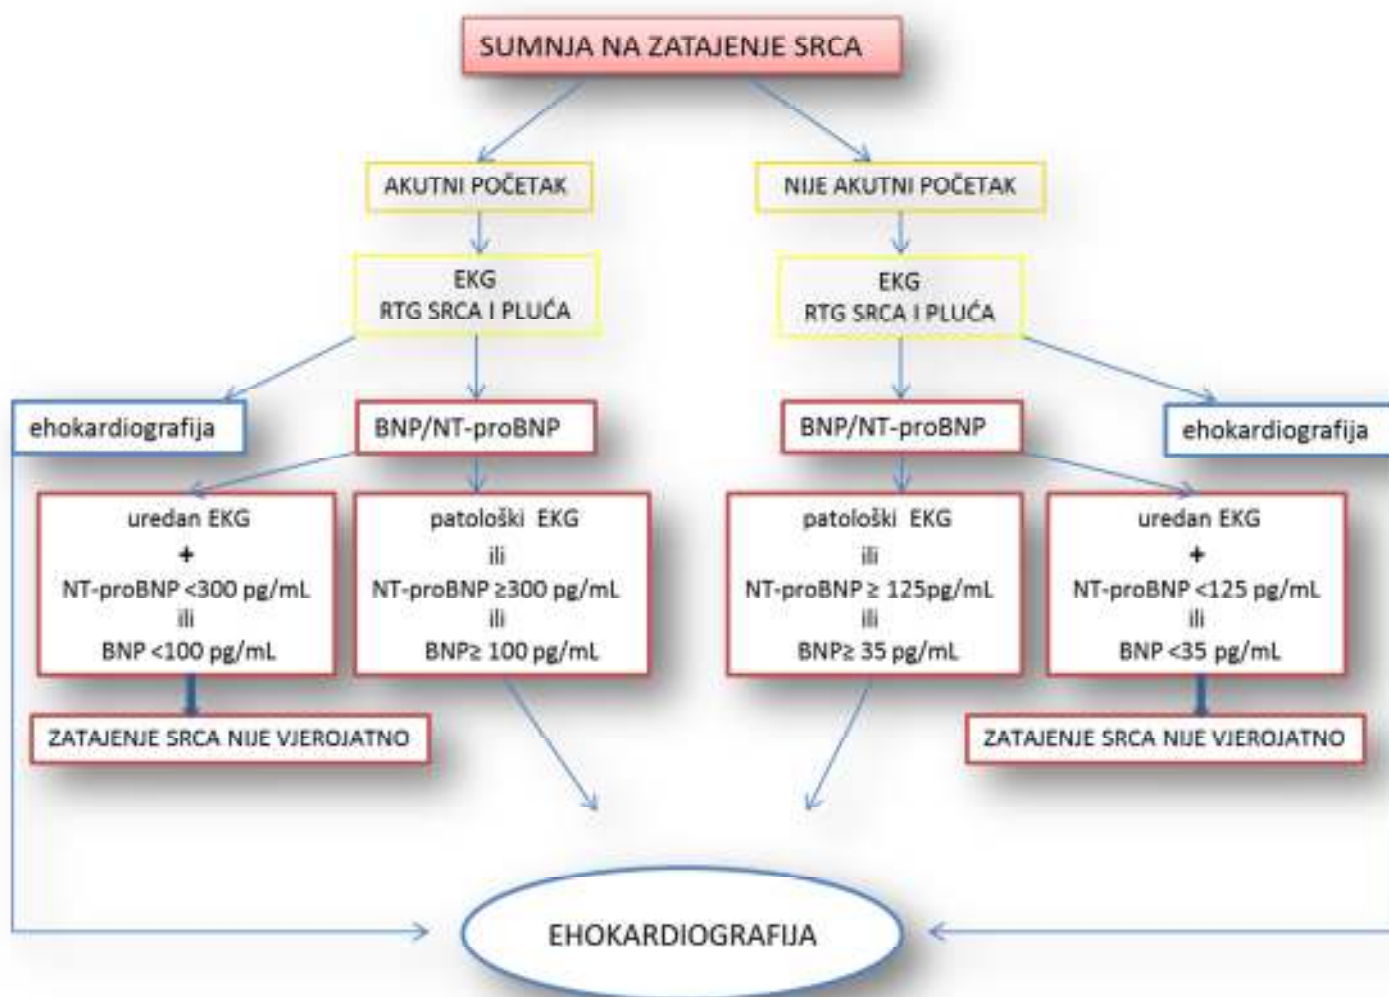 SUMNJA NA ZATAJENJE SRCA
AKUTNI POČETAK
NIJE AKUTNI POČETAK
EKG
RTG SRCA I PLUĆA
EKG
RTG SRCA I PLUĆA
ehokardiografija
BNP/NT-proBNP
BNP/NT-proBNP
ehokardiografija
uredan EKG
+
NT-proBNP <300 pg/mL
ili
BNP <100 pg/mL
patološki EKG
ili
NT-proBNP ≥300 pg/mL
ili
BNP≥ 100 pg/mL
patološki EKG
ili
NT-proBNP ≥ 125pg/mL
ili
BNP≥ 35 pg/mL
uredan EKG
+
NT-proBNP <125 pg/mL
ili
BNP <35 pg/mL
ZATAJENJE SRCA NIJE VJEROJATNO
ZATAJENJE SRCA NIJE VJEROJATNO
EHOKARDIOGRAFIJA